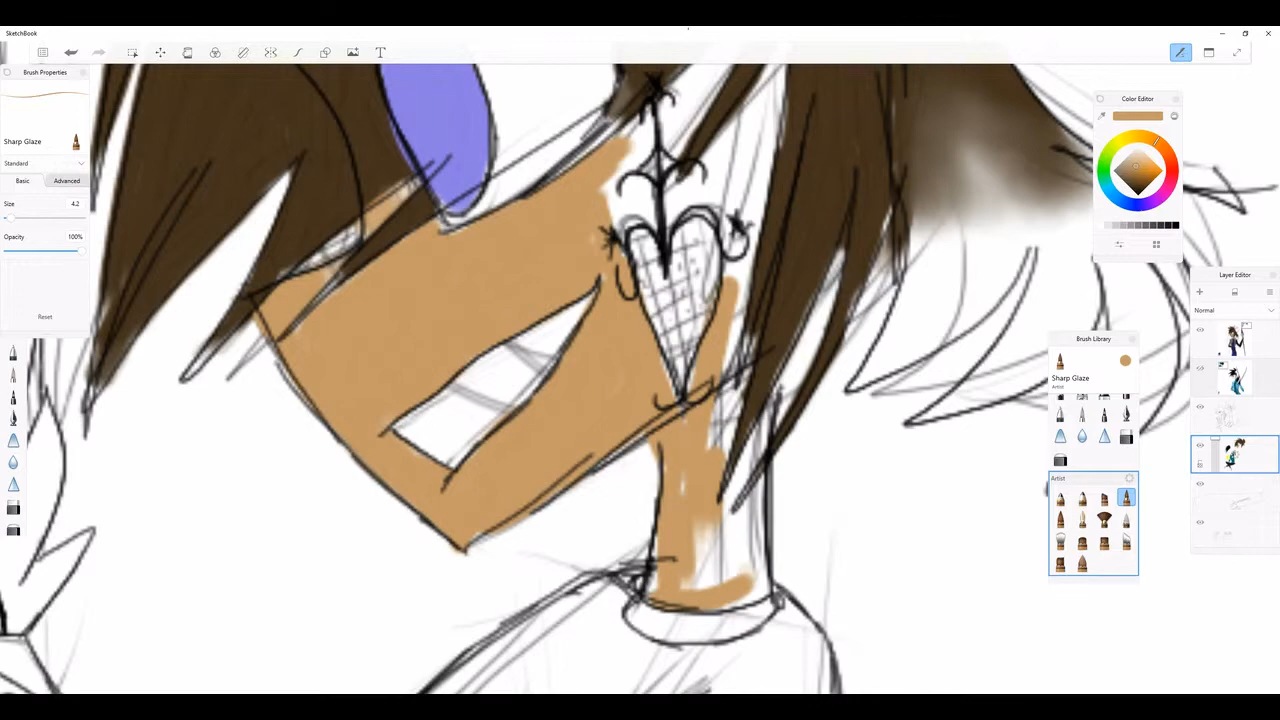 SketchBook
T
Brush Properties
Sharp Glaze
Standard
Basic Advanced
Size 4.2
Opacity 100%
Reset
Color Editor
Layer Editor
Normal
Brush Library
Sharp Glaze
Artist
Artist